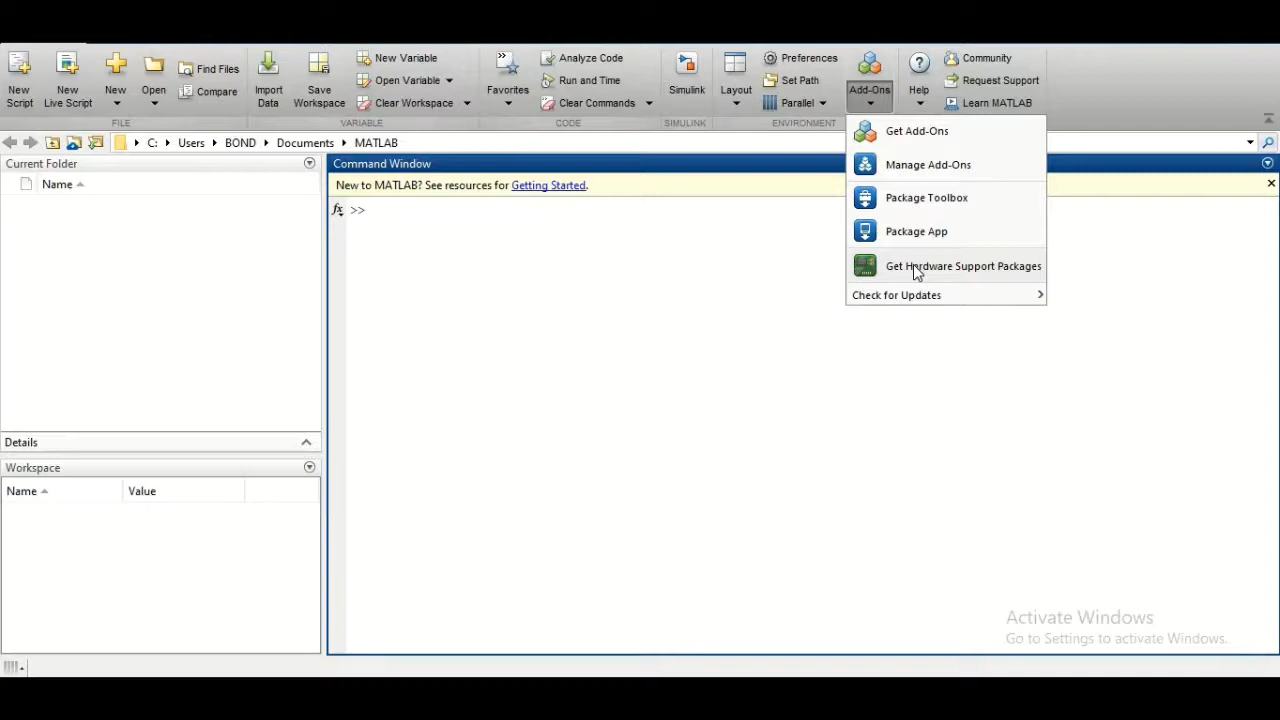 New Script
New Live Script
New
Open
Find Files
Compare
FILE
Import Data
Save Workspace
New Variable
Open Variable
Clear Workspace
VARIABLE
Favorites
Analyze Code
Run and Time
Clear Commands
CODE
Simulink
SIMULINK
Layout
Preferences
Set Path
Parallel
ENVIRONMENT
Add-Ons
Help
Community
Request Support
Learn MATLAB
C: Users BOND Documents MATLAB
Get Add-Ons
Manage Add-Ons
Package Toolbox
Package App
Get Hardware Support Packages
Check for Updates
Current Folder
Name
Details
Workspace
Name Value
Command Window
New to MATLAB? See resources for Getting Started.
fx >>
Activate Windows
Go to Settings to activate Windows.